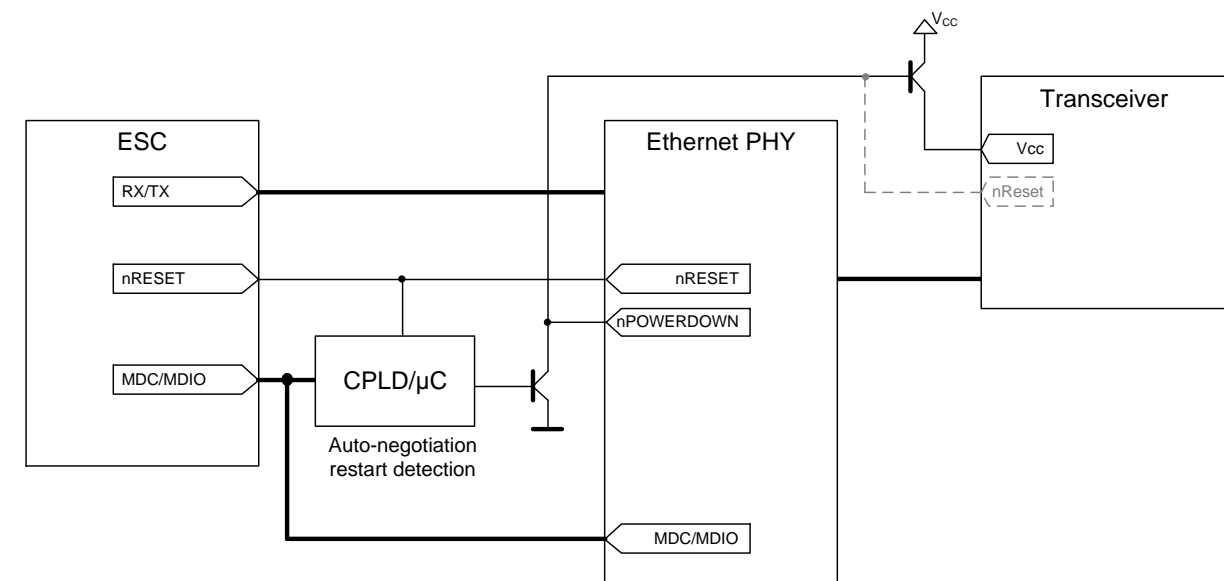 Vcc
Transceiver
ESC
Ethernet PHY
Vcc
RX/TX
nReset
nRESET
nRESET
nPOWERDOWN
MDC/MDIO
CPLD/µC
Auto-negotiation
restart detection
MDC/MDIO